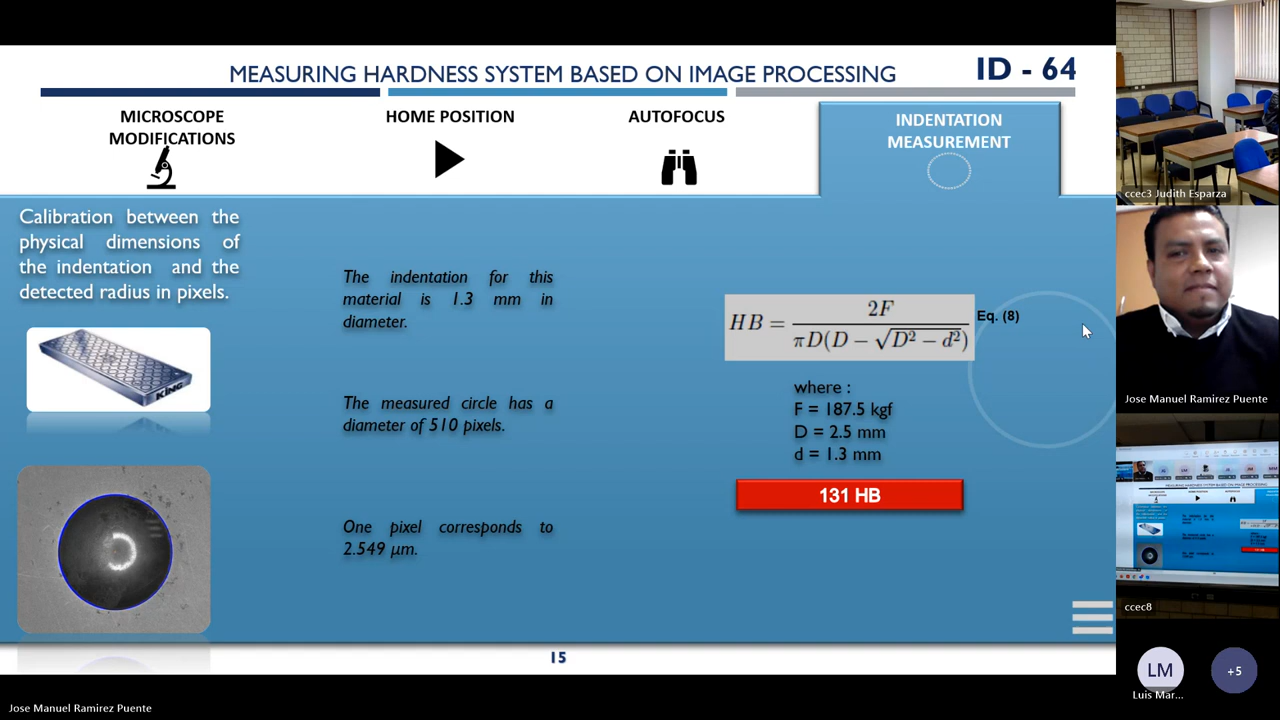 MEASURING HARDNESS SYSTEM BASED ON IMAGE PROCESSING
ID - 64
MICROSCOPE
MODIFICATIONS
HOME POSITION
AUTOFOCUS
INDENTATION
MEASUREMENT
Calibration between the
physical dimensions of
the indentation and the
detected radius in pixels.
KING
The indentation for this
material is 1.3 mm in
diameter.
The measured circle has a
diameter of 510 pixels.
One pixel corresponds to
2.549 µm.
HB = 2F / πD(D − √D² − d²)
Eq. (8)
where :
F = 187.5 kgf
D = 2.5 mm
d = 1.3 mm
131 HB
15
Jose Manuel Ramirez Puente
ccec3 Judith Esparza
Jose Manuel Ramirez Puente
ccec8
LM
Luis Mar...
+5